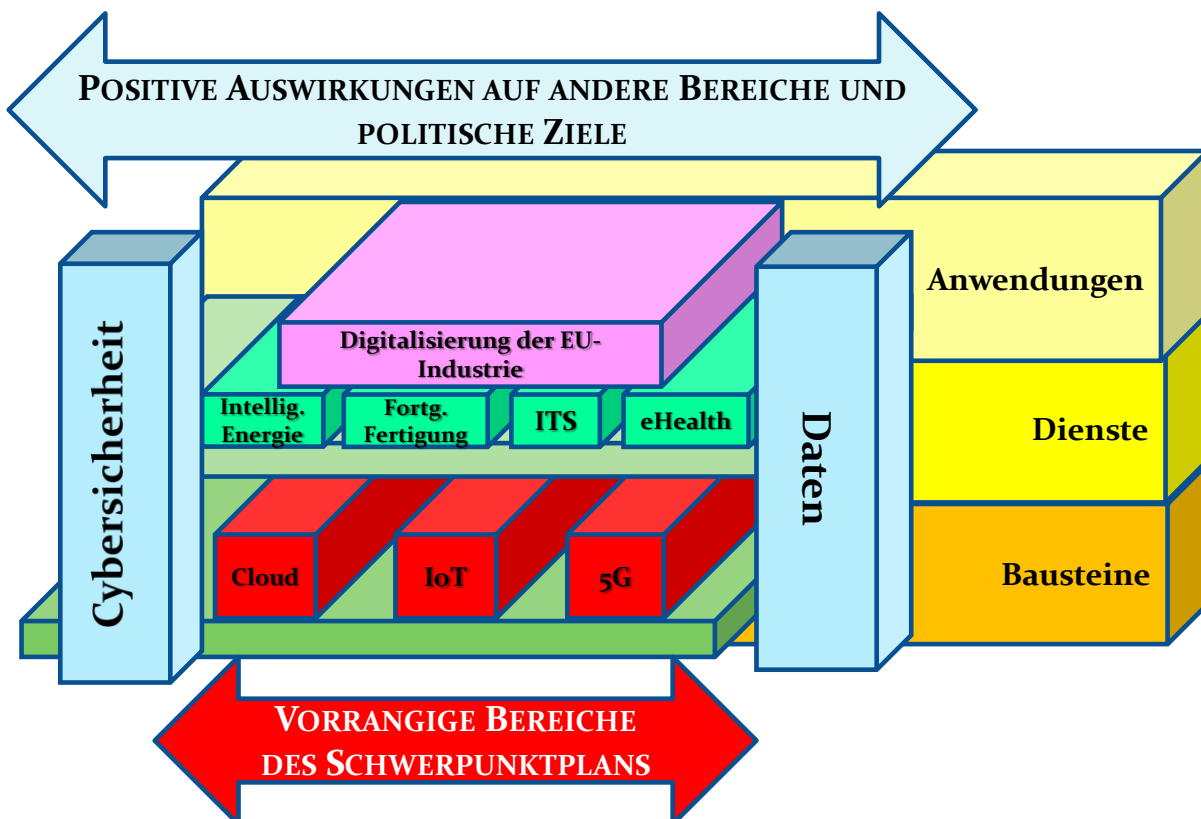 POSITIVE AUSWIRKUNGEN AUF ANDERE BEREICHE UND
POLITISCHE ZIELE
Cybersicherheit
Digitalisierung der EU-
Industrie
Intellig.
Energie
Fortg.
Fertigung
ITS
eHealth
Cloud
IoT
5G
Daten
Anwendungen
Dienste
Bausteine
VORRANGIGE BEREICHE
DES SCHWERPUNKTPLANS